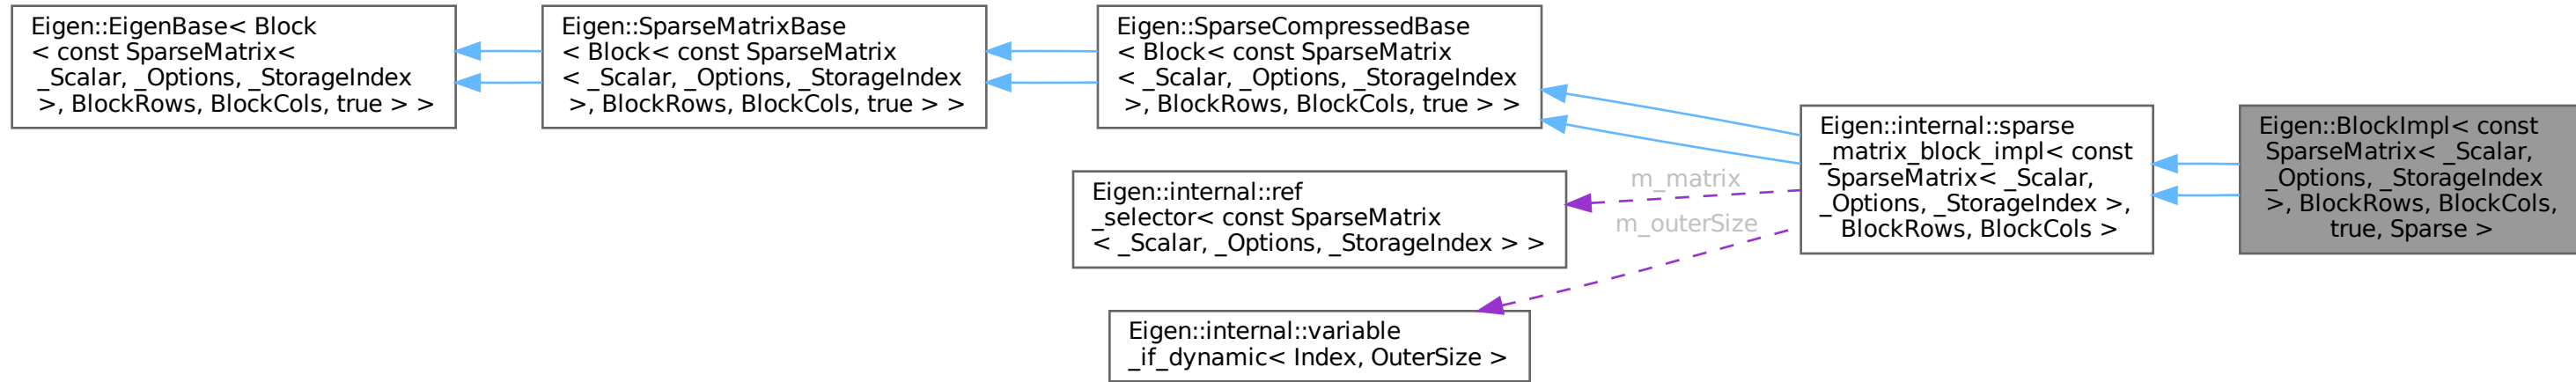 Eigen::EigenBase< Block
< const SparseMatrix<
_Scalar, _Options, _StorageIndex
>, BlockRows, BlockCols, true > >
Eigen::SparseMatrixBase
< Block< const SparseMatrix
< _Scalar, _Options, _StorageIndex
>, BlockRows, BlockCols, true > >
Eigen::SparseCompressedBase
< Block< const SparseMatrix
< _Scalar, _Options, _StorageIndex
>, BlockRows, BlockCols, true > >
Eigen::internal::ref
_selector< const SparseMatrix
< _Scalar, _Options, _StorageIndex > >
Eigen::internal::variable
_if_dynamic< Index, OuterSize >
m_matrix
m_outerSize
Eigen::internal::sparse
_matrix_block_impl< const
SparseMatrix< _Scalar,
_Options, _StorageIndex >,
BlockRows, BlockCols >
Eigen::BlockImpl< const
SparseMatrix< _Scalar,
_Options, _StorageIndex
>, BlockRows, BlockCols,
true, Sparse >